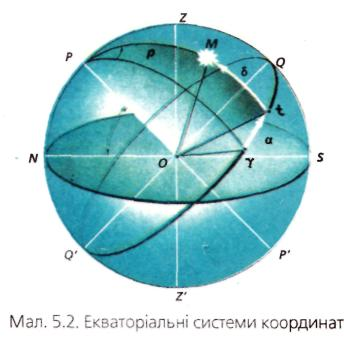 Z
M
P
p
Q
δ
t
α
N
O
γ
S
Q'
P'
Z'
Мал. 5.2. Екваторіальні системи координат